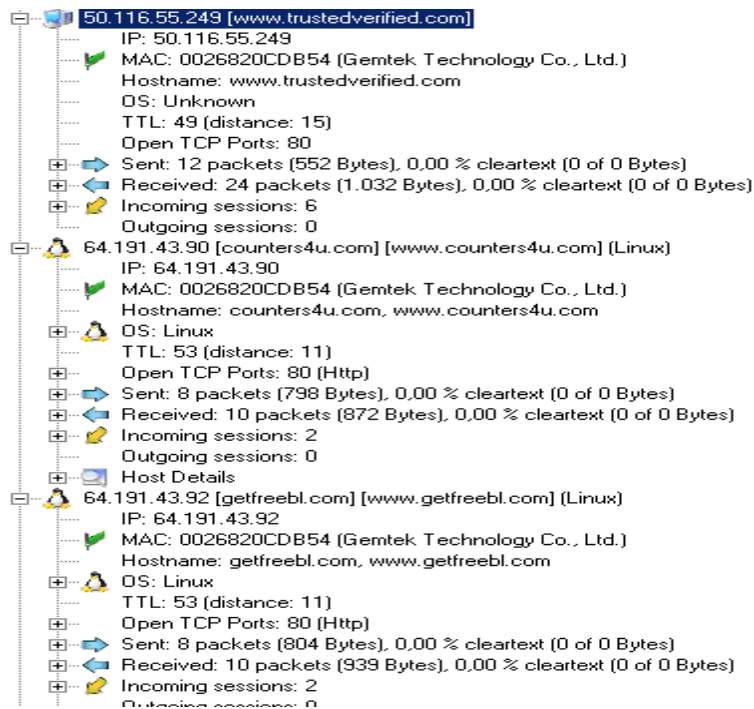 50.116.55.249 [www.trustedverified.com]
IP: 50.116.55.249
MAC: 0026820CDB54 (Gemtek Technology Co., Ltd.)
Hostname: www.trustedverified.com
OS: Unknown
TTL: 49 (distance: 15)
Open TCP Ports: 80
Sent: 12 packets (552 Bytes), 0,00 % cleartext (0 of 0 Bytes)
Received: 24 packets (1.032 Bytes), 0,00 % cleartext (0 of 0 Bytes)
Incoming sessions: 6
Outgoing sessions: 0
64.191.43.90 [counters4u.com] [www.counters4u.com] (Linux)
IP: 64.191.43.90
MAC: 0026820CDB54 (Gemtek Technology Co., Ltd.)
Hostname: counters4u.com, www.counters4u.com
OS: Linux
TTL: 53 (distance: 11)
Open TCP Ports: 80 (Http)
Sent: 8 packets (798 Bytes), 0,00 % cleartext (0 of 0 Bytes)
Received: 10 packets (872 Bytes), 0,00 % cleartext (0 of 0 Bytes)
Incoming sessions: 2
Outgoing sessions: 0
Host Details
64.191.43.92 [getfreebl.com] [www.getfreebl.com] (Linux)
IP: 64.191.43.92
MAC: 0026820CDB54 (Gemtek Technology Co., Ltd.)
Hostname: getfreebl.com, www.getfreebl.com
OS: Linux
TTL: 53 (distance: 11)
Open TCP Ports: 80 (Http)
Sent: 8 packets (804 Bytes), 0,00 % cleartext (0 of 0 Bytes)
Received: 10 packets (939 Bytes), 0,00 % cleartext (0 of 0 Bytes)
Incoming sessions: 2
Outgoing sessions: 0